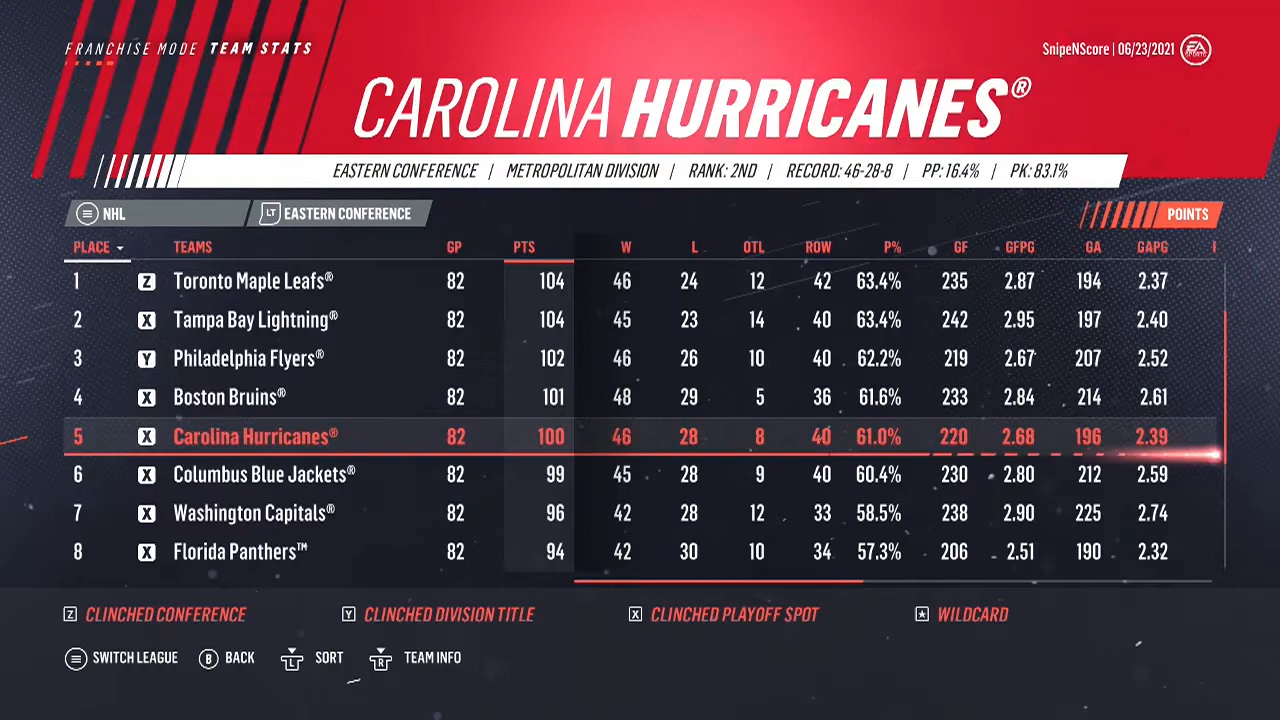 FRANCHISE MODE TEAM STATS
SnipeNScore | 06/23/2021 EA SPORTS
CAROLINA HURRICANES®
EASTERN CONFERENCE / METROPOLITAN DIVISION / RANK: 2ND / RECORD: 46-28-8 / PP: 16.4% / PK: 83.1%
NHL LT EASTERN CONFERENCE POINTS
PLACE TEAMS GP PTS W L OTL ROW P% GF GFPG GA GAPG
1 Z Toronto Maple Leafs® 82 104 46 24 12 42 63.4% 235 2.87 194 2.37
2 X Tampa Bay Lightning® 82 104 45 23 14 40 63.4% 242 2.95 197 2.40
3 Y Philadelphia Flyers® 82 102 46 26 10 40 62.2% 219 2.67 207 2.52
4 X Boston Bruins® 82 101 48 29 5 36 61.6% 233 2.84 214 2.61
5 X Carolina Hurricanes® 82 100 46 28 8 40 61.0% 220 2.68 196 2.39
6 X Columbus Blue Jackets® 82 99 45 28 9 40 60.4% 230 2.80 212 2.59
7 X Washington Capitals® 82 96 42 28 12 33 58.5% 238 2.90 225 2.74
8 X Florida Panthers™ 82 94 42 30 10 34 57.3% 206 2.51 190 2.32
Z CLINCHED CONFERENCE Y CLINCHED DIVISION TITLE X CLINCHED PLAYOFF SPOT * WILDCARD
SWITCH LEAGUE B BACK L SORT R TEAM INFO